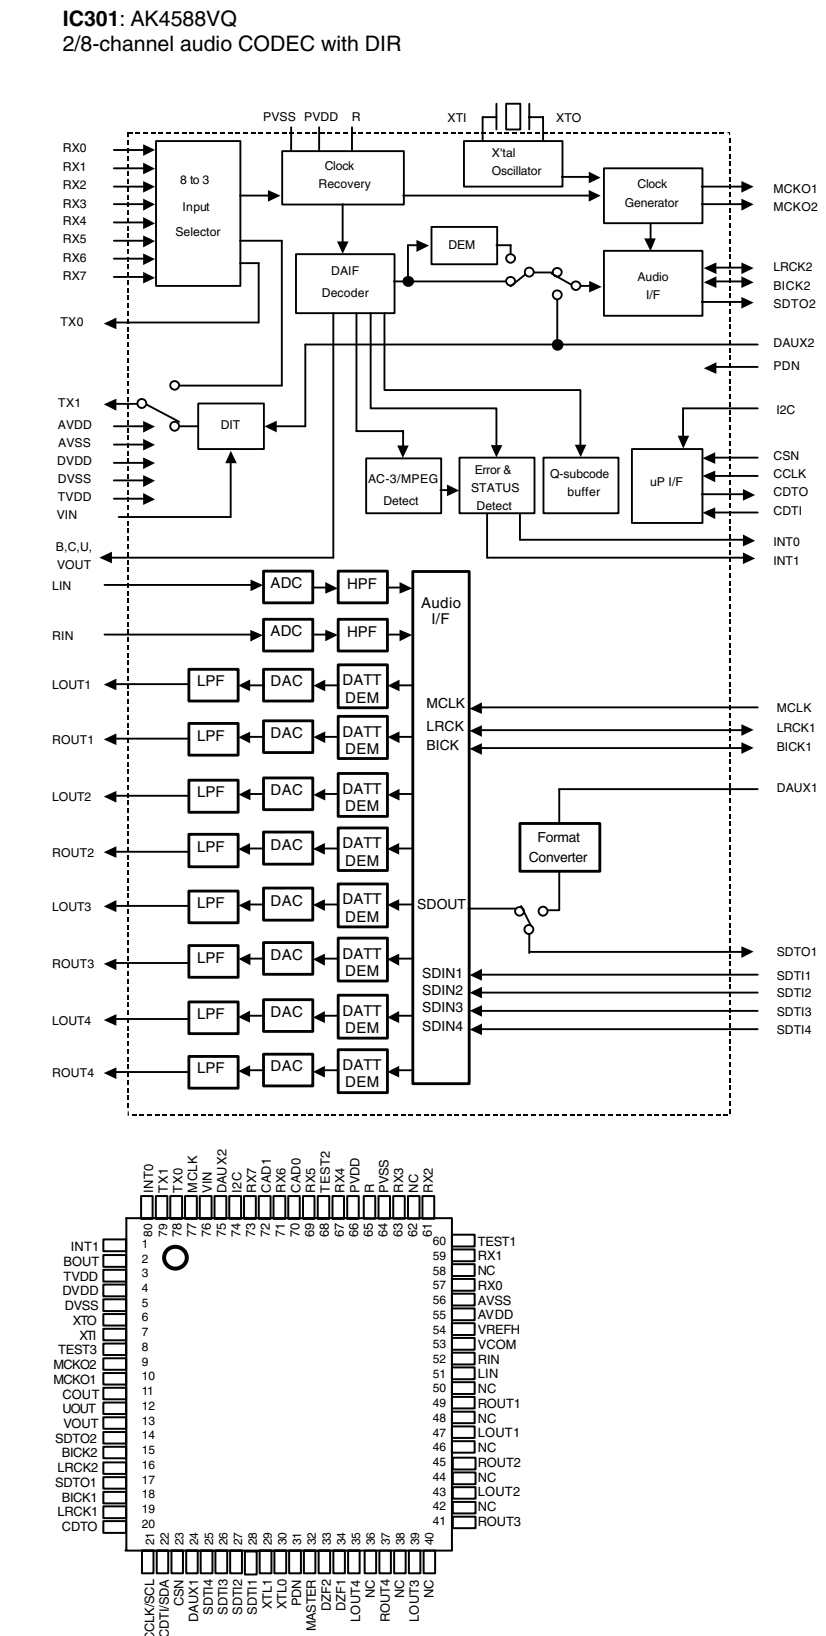 IC301: AK4588VQ
2/8-channel audio CODEC with DIR
PVSS PVDD R
XTI XTO
RX0
RX1
RX2
RX3
RX4
RX5
RX6
RX7
8 to 3
Input
Selector
Clock
Recovery
X'tal
Oscillator
Clock
Generator
MCKO1
MCKO2
DEM
DAIF
Decoder
Audio
I/F
LRCK2
BICK2
SDTO2
TX0
DAUX2
PDN
TX1
AVDD
AVSS
DVDD
DVSS
TVDD
VIN
DIT
I2C
AC-3/MPEG
Detect
Error &
STATUS
Detect
Q-subcode
buffer
uP I/F
CSN
CCLK
CDTO
CDTI
INT0
INT1
B,C,U,
VOUT
LIN
ADC
HPF
Audio
I/F
RIN
ADC
HPF
LOUT1
LPF
DAC
DATT
DEM
MCLK
MCLK
ROUT1
LPF
DAC
DATT
DEM
LRCK
LRCK1
BICK
BICK1
LOUT2
LPF
DAC
DATT
DEM
DAUX1
ROUT2
LPF
DAC
DATT
DEM
Format
Converter
LOUT3
LPF
DAC
DATT
DEM
SDOUT
ROUT3
LPF
DAC
DATT
DEM
SDTO1
SDIN1
SDTI1
SDIN2
SDTI2
SDIN3
SDTI3
SDIN4
SDTI4
LOUT4
LPF
DAC
DATT
DEM
ROUT4
LPF
DAC
DATT
DEM
INT0
TX1
TX0
MCLK
VIN
DAUX2
I2C
RX7
CAD1
RX6
CAD0
RX5
TEST2
RX4
PVDD
R
PVSS
RX3
NC
RX2
80
79
78
77
76
75
74
73
72
71
70
69
68
67
66
65
64
63
62
61
INT1 1
BOUT 2
TVDD 3
DVDD 4
DVSS 5
XTO 6
XTI 7
TEST3 8
MCKO2 9
MCKO1 10
COUT 11
UOUT 12
VOUT 13
SDTO2 14
BICK2 15
LRCK2 16
SDTO1 17
BICK1 18
LRCK1 19
CDTO 20
60 TEST1
59 RX1
58 NC
57 RX0
56 AVSS
55 AVDD
54 VREFH
53 VCOM
52 RIN
51 LIN
50 NC
49 ROUT1
48 NC
47 LOUT1
46 NC
45 ROUT2
44 NC
43 LOUT2
42 NC
41 ROUT3
21
22
23
24
25
26
27
28
29
30
31
32
33
34
35
36
37
38
39
40
CCLK/SCL
CDTI/SDA
CSN
DAUX1
SDTI4
SDTI3
SDTI2
SDTI1
XTL1
XTL0
PDN
MASTER
DZF2
DZF1
LOUT4
NC
ROUT4
NC
LOUT3
NC